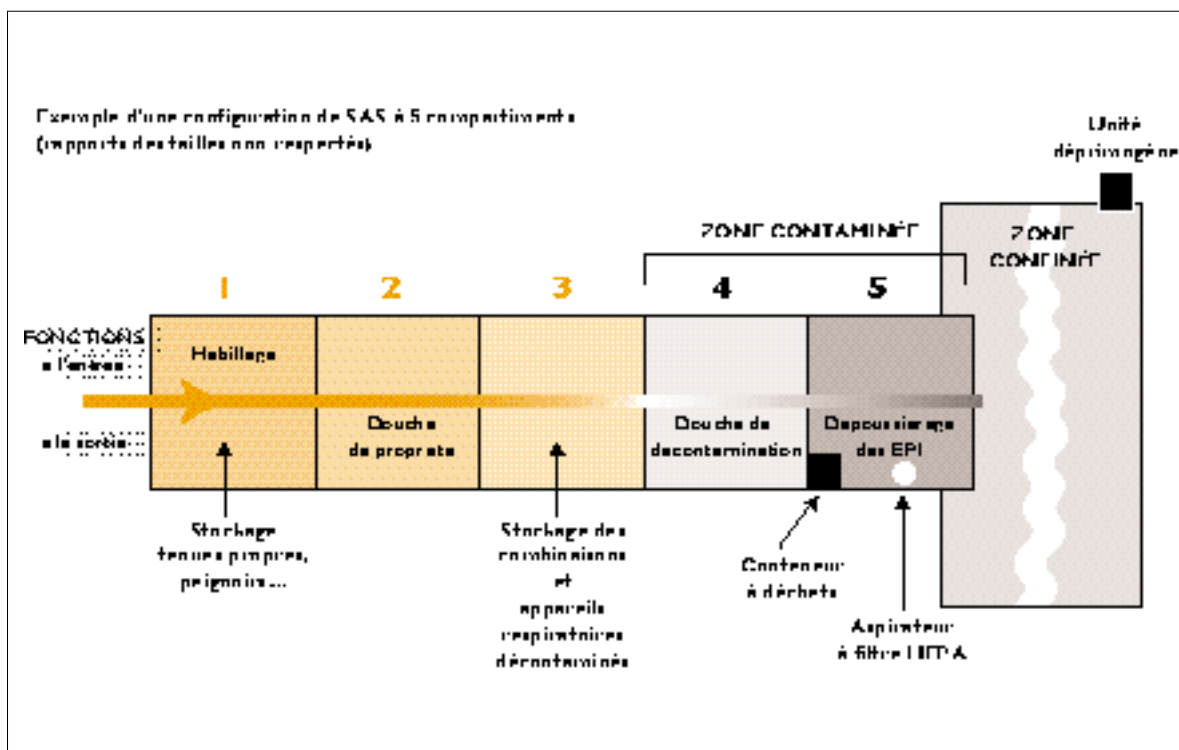 Exemple d'une configuration de SAS à 5 compartiments
(rapports des tailles non respectés)
Unité
déprimogène
ZONE CONTAMINÉE
ZONE
CONFINÉE
1
2
3
4
5
FONCTIONS
à l'entrée
Habillage
à la sortie
Douche
de propreté
Douche de
décontamination
Dépoussiérage
des EPI
Stockage
tenues propres,
peignoirs...
Stockage des
combinaisons
et
appareils
respiratoires
décontaminés
Conteneur
à déchets
Aspirateur
à filtre HEPA